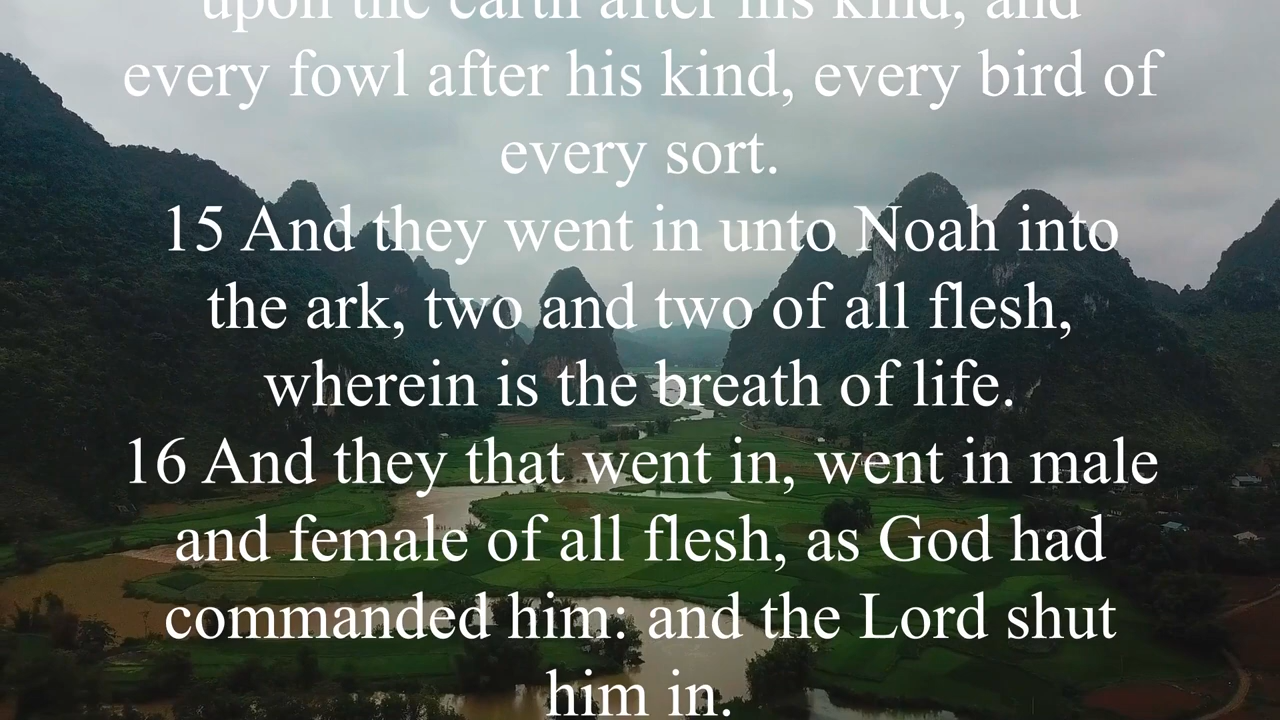 upon the earth after his kind, and
every fowl after his kind, every bird of
every sort.
15 And they went in unto Noah into
the ark, two and two of all flesh,
wherein is the breath of life.
16 And they that went in, went in male
and female of all flesh, as God had
commanded him: and the Lord shut
him in.